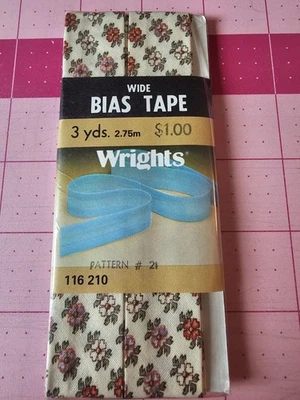 WIDE
BIAS TAPE
3 yds. 2.75m $1.00
Wrights®
PATTERN # 21
116 210